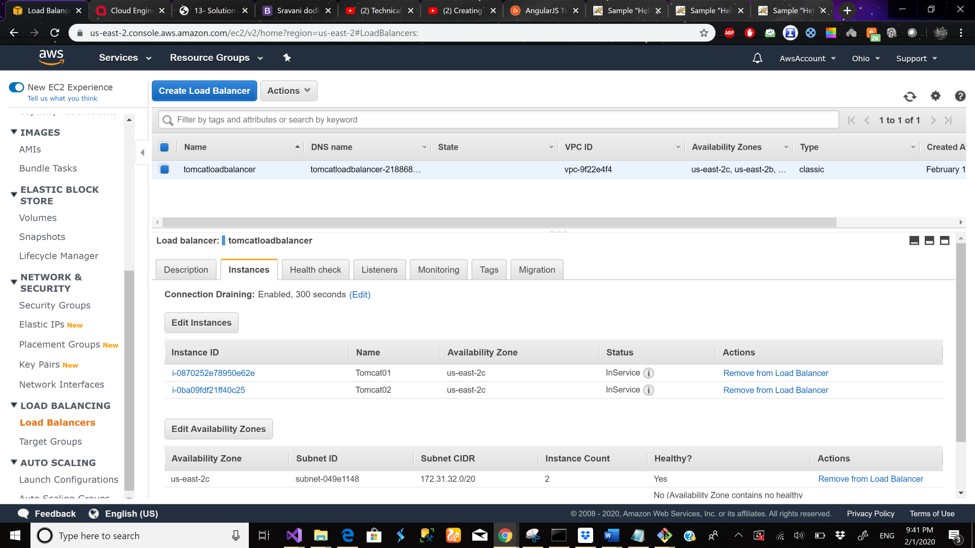 Load Balanc
Cloud Engine
13- Solution
Sravani dodl
(2) Technical
(2) Creating
AngularJS Tu
Sample "Hel
Sample "Hel
Sample "Hel
us-east-2.console.aws.amazon.com/ec2/v2/home?region=us-east-2#LoadBalancers:
aws
Services
Resource Groups
AwsAccount
Ohio
Support
New EC2 Experience
Tell us what you think
IMAGES
AMIs
Bundle Tasks
ELASTIC BLOCK
STORE
Volumes
Snapshots
Lifecycle Manager
NETWORK &
SECURITY
Security Groups
Elastic IPs New
Placement Groups New
Key Pairs New
Network Interfaces
LOAD BALANCING
Load Balancers
Target Groups
AUTO SCALING
Launch Configurations
Auto Scaling Groups
Create Load Balancer
Actions
Filter by tags and attributes or search by keyword
1 to 1 of 1
Name DNS name State VPC ID Availability Zones Type Created A
tomcatloadbalancer tomcatloadbalancer-218868... vpc-9f22e4f4 us-east-2c, us-east-2b, ... classic February 1
Load balancer: tomcatloadbalancer
Description Instances Health check Listeners Monitoring Tags Migration
Connection Draining: Enabled, 300 seconds (Edit)
Edit Instances
Instance ID Name Availability Zone Status Actions
i-0870252e78950e62e Tomcat01 us-east-2c InService Remove from Load Balancer
i-0ba09fdf21ff40c25 Tomcat02 us-east-2c InService Remove from Load Balancer
Edit Availability Zones
Availability Zone Subnet ID Subnet CIDR Instance Count Healthy? Actions
us-east-2c subnet-049e1148 172.31.32.0/20 2 Yes Remove from Load Balancer
No (Availability Zone contains no healthy
Feedback English (US)
© 2008 - 2020, Amazon Web Services, Inc. or its affiliates. All rights reserved. Privacy Policy Terms of Use
Type here to search
ENG
9:41 PM
2/1/2020
3